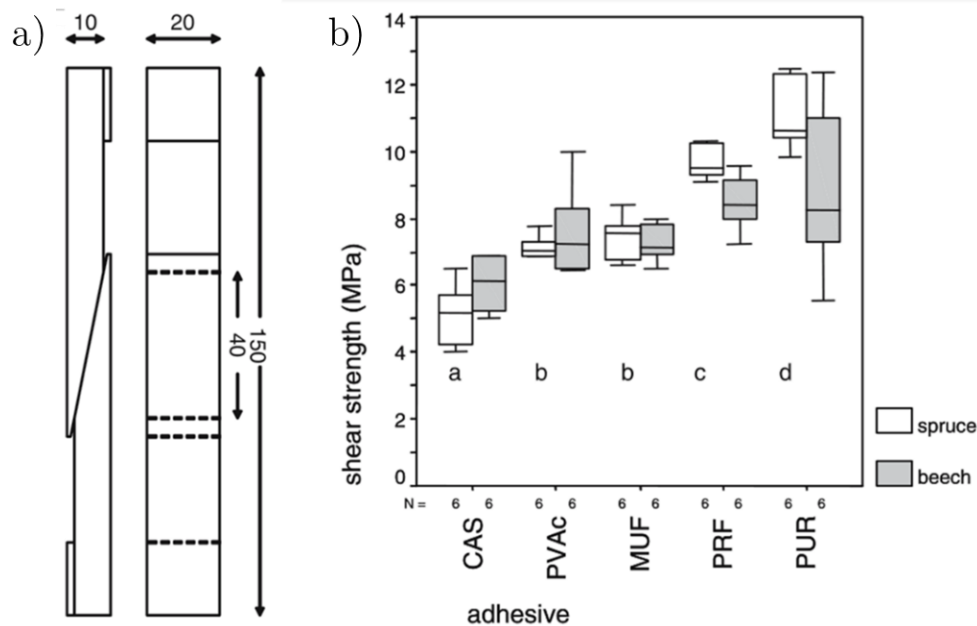 a)
10
20
40
150
b)
shear strength (MPa)
14
12
10
8
6
4
2
0
a b b c d
spruce
beech
N = 6 6 6 6 6 6 6 6 6 6
CAS PVAc MUF PRF PUR
adhesive